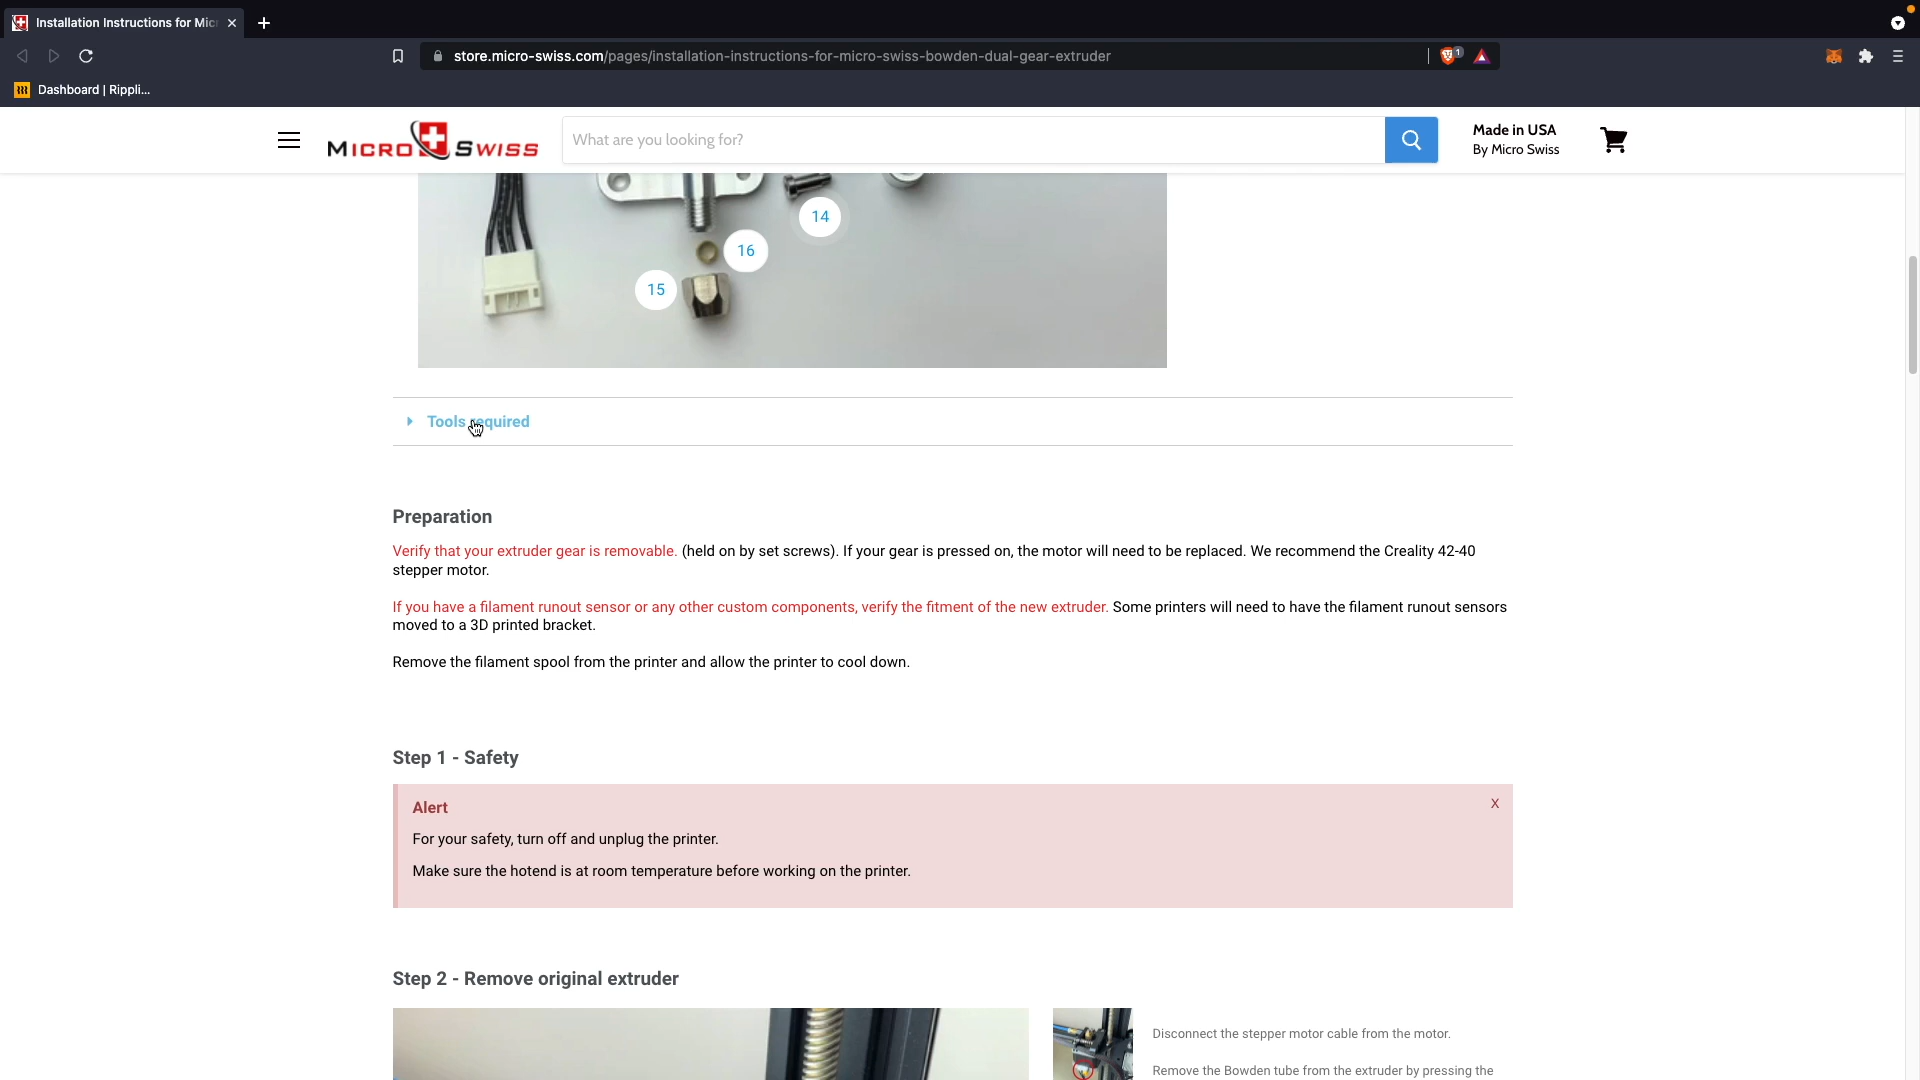 Installation Instructions for Mic
store.micro-swiss.com/pages/installation-instructions-for-micro-swiss-bowden-dual-gear-extruder
1
Dashboard | Rippli...
MICRO SWISS
What are you looking for?
Made in USA
By Micro Swiss
14
16
15
Tools required
Preparation
Verify that your extruder gear is removable. (held on by set screws). If your gear is pressed on, the motor will need to be replaced. We recommend the Creality 42-40
stepper motor.
If you have a filament runout sensor or any other custom components, verify the fitment of the new extruder. Some printers will need to have the filament runout sensors
moved to a 3D printed bracket.
Remove the filament spool from the printer and allow the printer to cool down.
Step 1 - Safety
Alert
X
For your safety, turn off and unplug the printer.
Make sure the hotend is at room temperature before working on the printer.
Step 2 - Remove original extruder
Disconnect the stepper motor cable from the motor.
Remove the Bowden tube from the extruder by pressing the